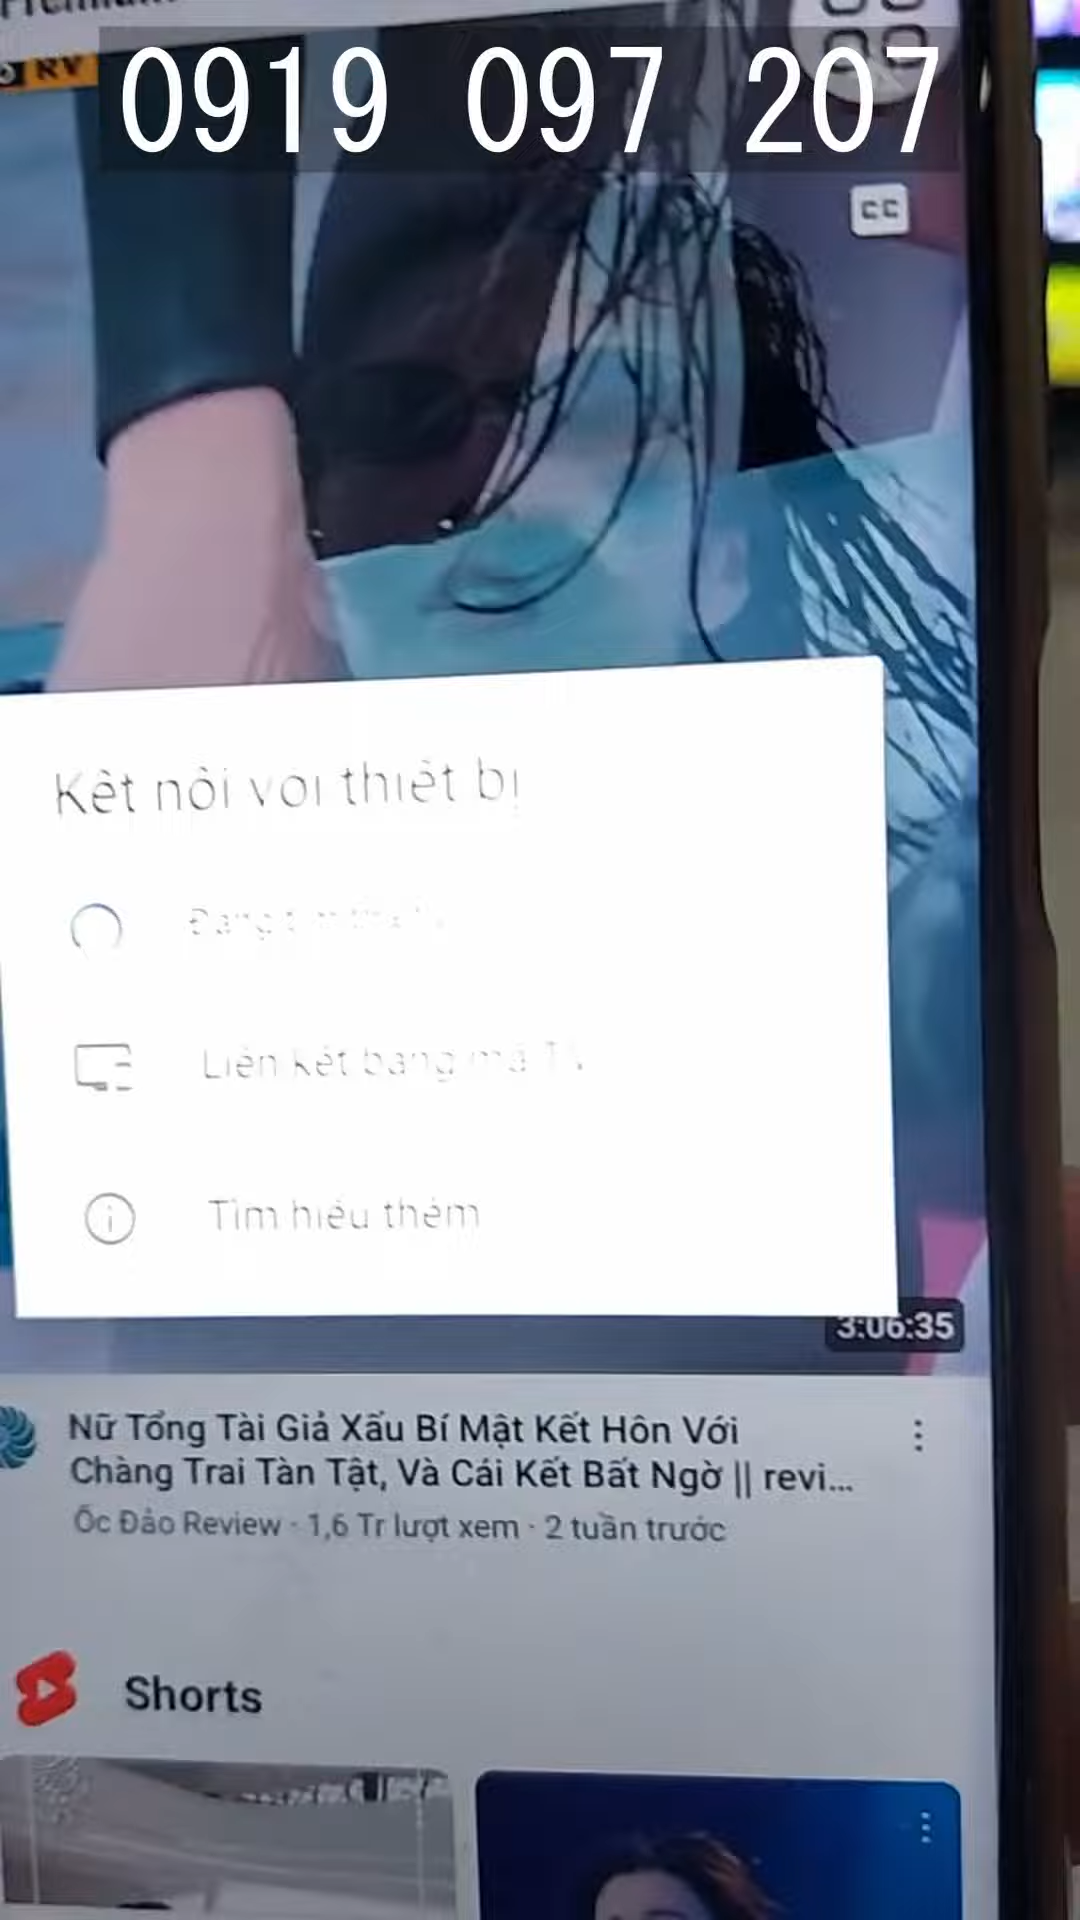 RV
0919 097 207
CC
Kết nối với thiết bị
Liên kết bằng mã TV
Tìm hiểu thêm
3:06:35
Nữ Tổng Tài Giả Xấu Bí Mật Kết Hôn Với
Chàng Trai Tàn Tật, Và Cái Kết Bất Ngờ || revi...
Ốc Đảo Review · 1,6 Tr lượt xem · 2 tuần trước
Shorts